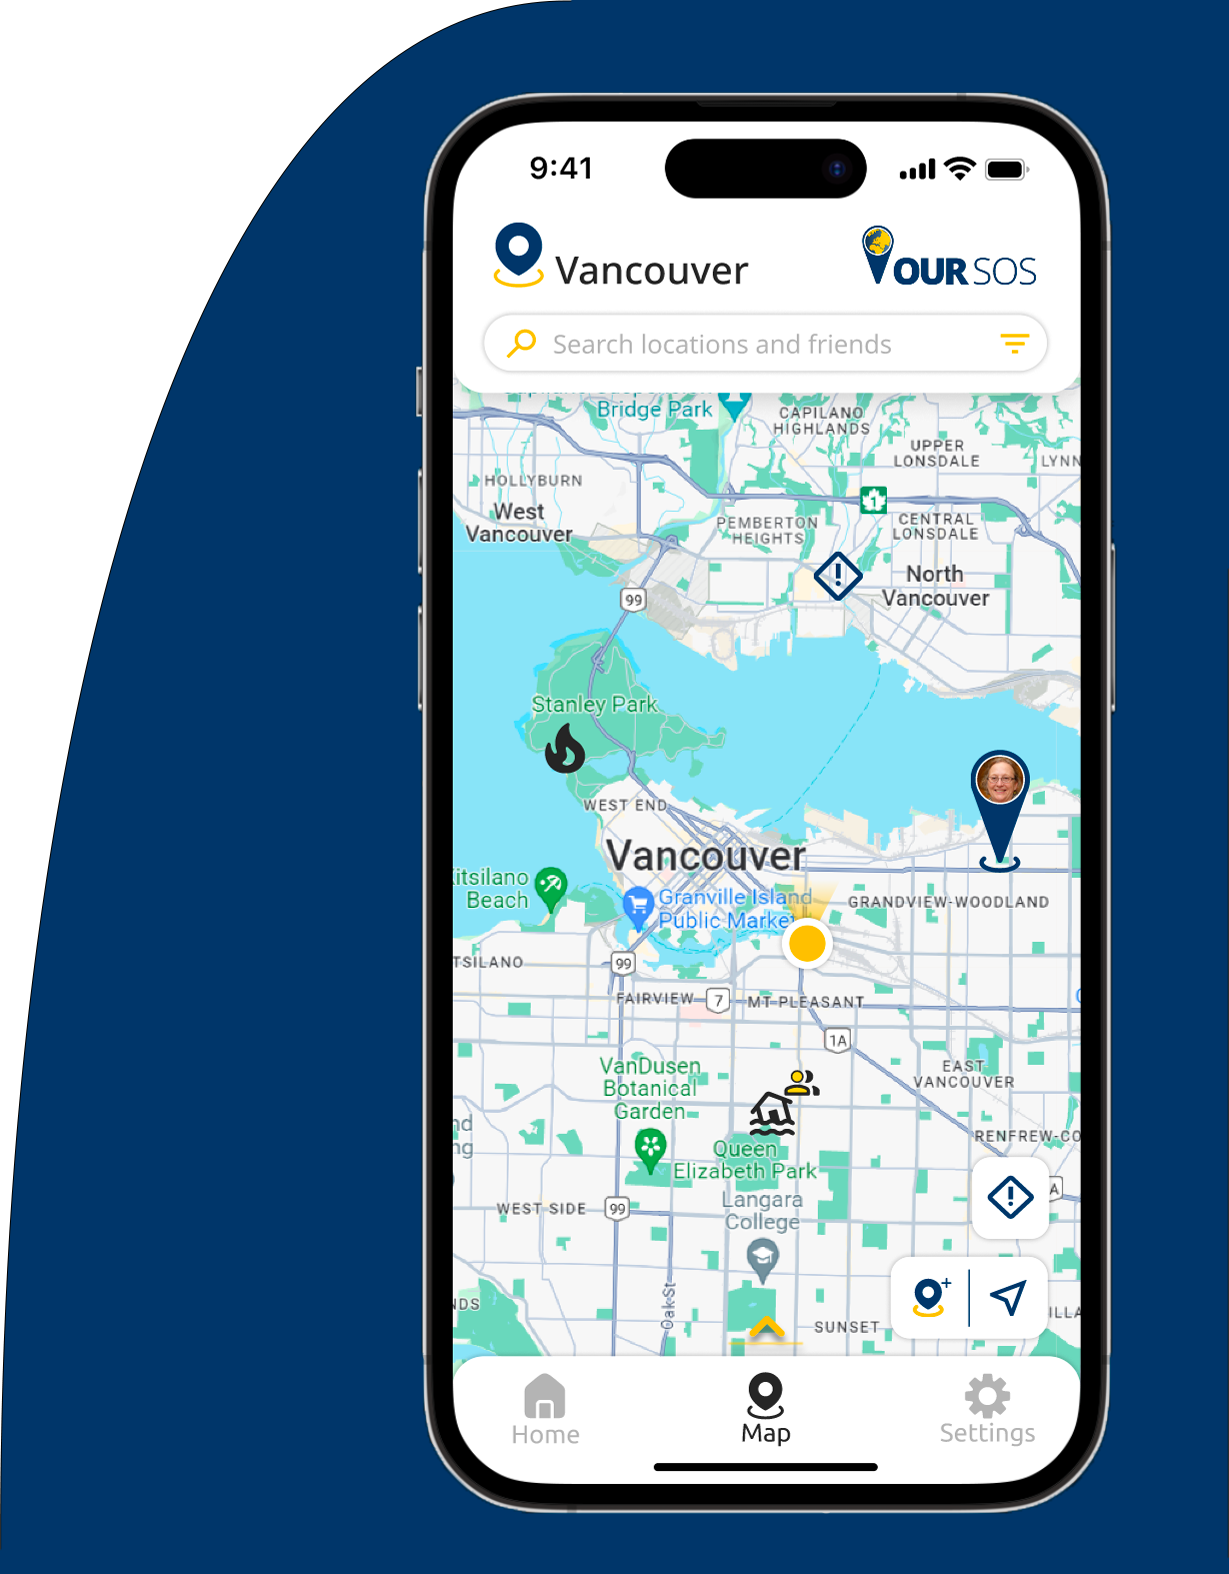 9:41
Vancouver
OUR SOS
Search locations and friends
Bridge Park
CAPILANO
HIGHLANDS
UPPER
LONSDALE
LYNN
HOLLYBURN
West
Vancouver
PEMBERTON
HEIGHTS
1
CENTRAL
LONSDALE
North
Vancouver
99
Stanley Park
WEST END
Vancouver
itsilano
Beach
Granville Island
Public Market
GRANDVIEW-WOODLAND
TSILANO
99
FAIRVIEW
7
MT PLEASANT
1A
VanDusen
Botanical
Garden
EAST
VANCOUVER
nd
ng
RENFREW-CO
Queen
Elizabeth Park
A
WEST SIDE
99
Langara
College
Oak St
NDS
SUNSET
ILLA
Home
Map
Settings